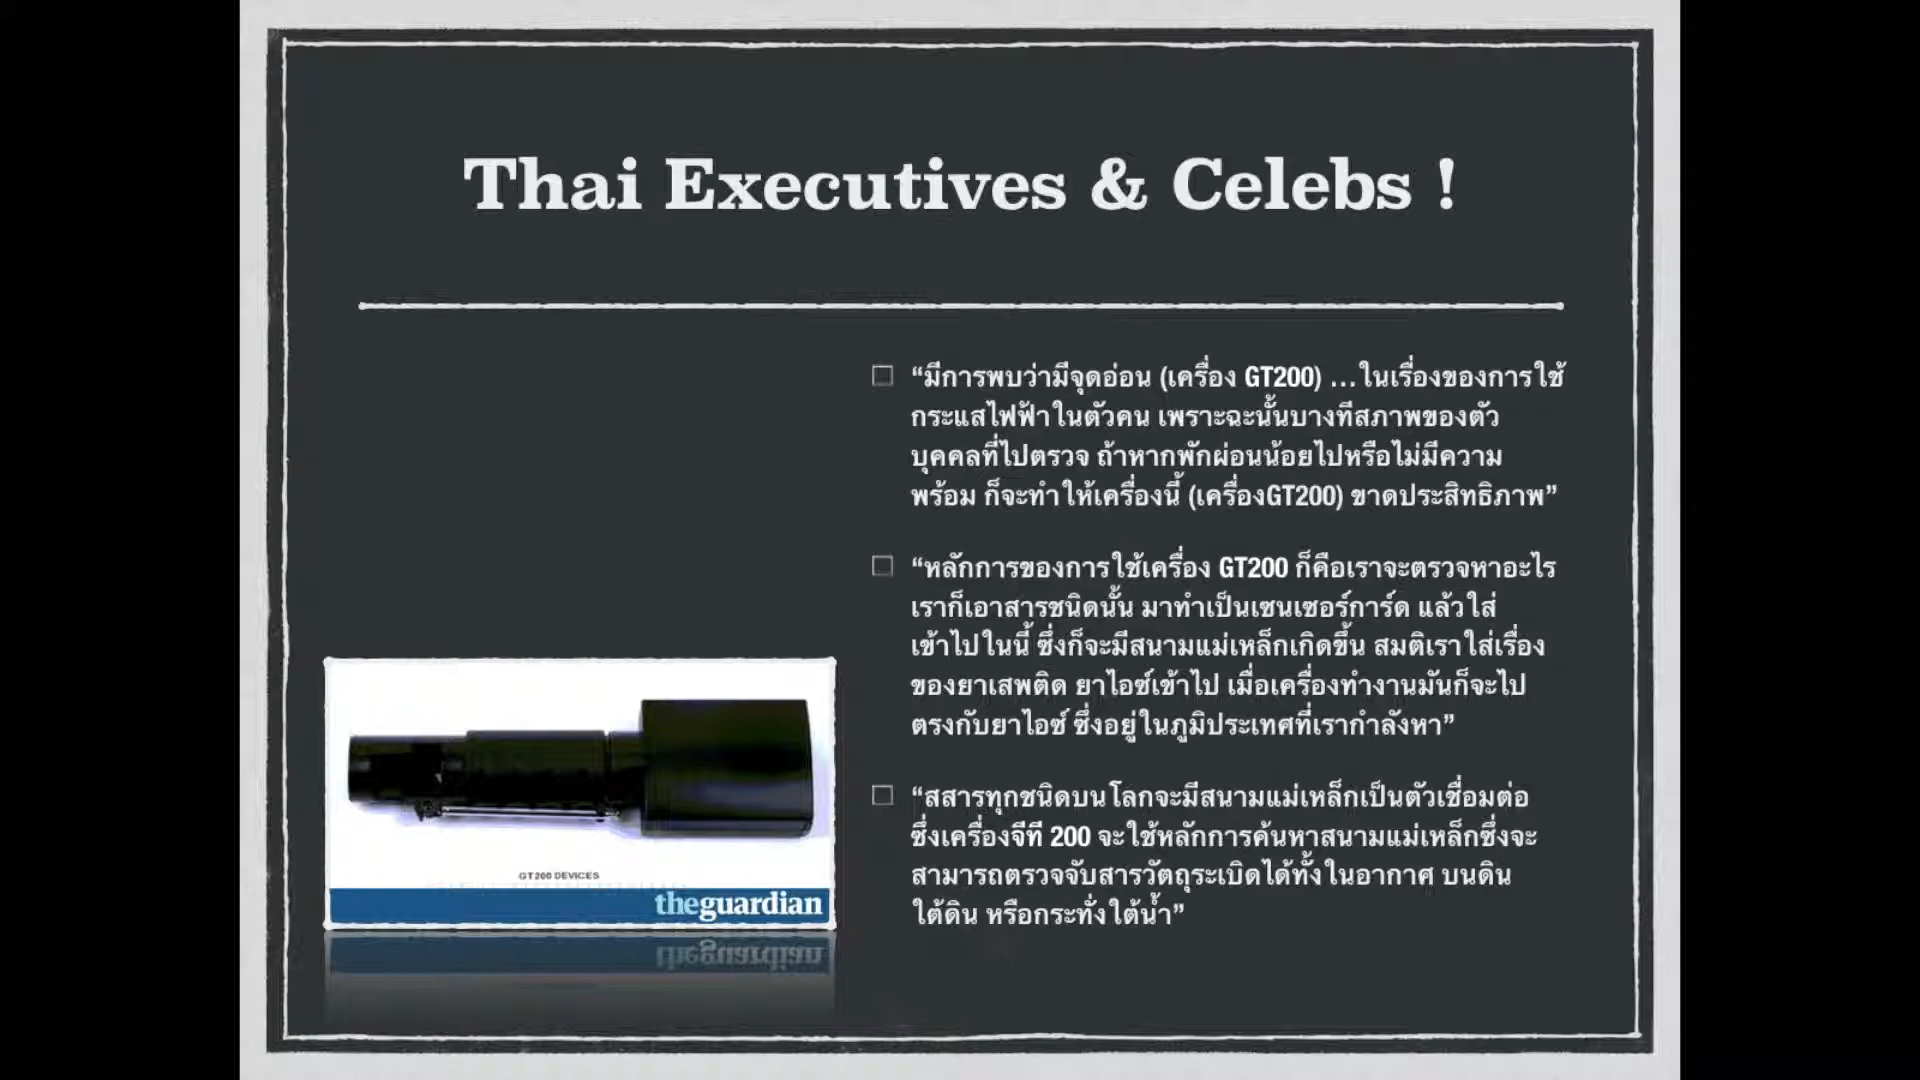 Thai Executives & Celebs !
“มีการพบว่ามีจุดอ่อน (เครื่อง GT200) …ในเรื่องของการใช้
กระแสไฟฟ้าในตัวคน เพราะฉะนั้นบางทีสภาพของตัว
บุคคลที่ไปตรวจ ถ้าหากพักผ่อนน้อยไปหรือไม่มีความ
พร้อม ก็จะทำให้เครื่องนี้ (เครื่องGT200) ขาดประสิทธิภาพ”
“หลักการของการใช้เครื่อง GT200 ก็คือเราจะตรวจหาอะไร
เราก็เอาสารชนิดนั้น มาทำเป็นเซนเซอร์การ์ด แล้วใส่
เข้าไปในนี้ ซึ่งก็จะมีสนามแม่เหล็กเกิดขึ้น สมติเราใส่เรื่อง
ของยาเสพติด ยาไอซ์เข้าไป เมื่อเครื่องทำงานมันก็จะไป
ตรงกับยาไอซ์ ซึ่งอยู่ในภูมิประเทศที่เรากำลังหา”
“สสารทุกชนิดบนโลกจะมีสนามแม่เหล็กเป็นตัวเชื่อมต่อ
ซึ่งเครื่องจีที 200 จะใช้หลักการค้นหาสนามแม่เหล็กซึ่งจะ
สามารถตรวจจับสารวัตถุระเบิดได้ทั้งในอากาศ บนดิน
ใต้ดิน หรือกระทั่งใต้น้ำ”
GT200 DEVICES
theguardian